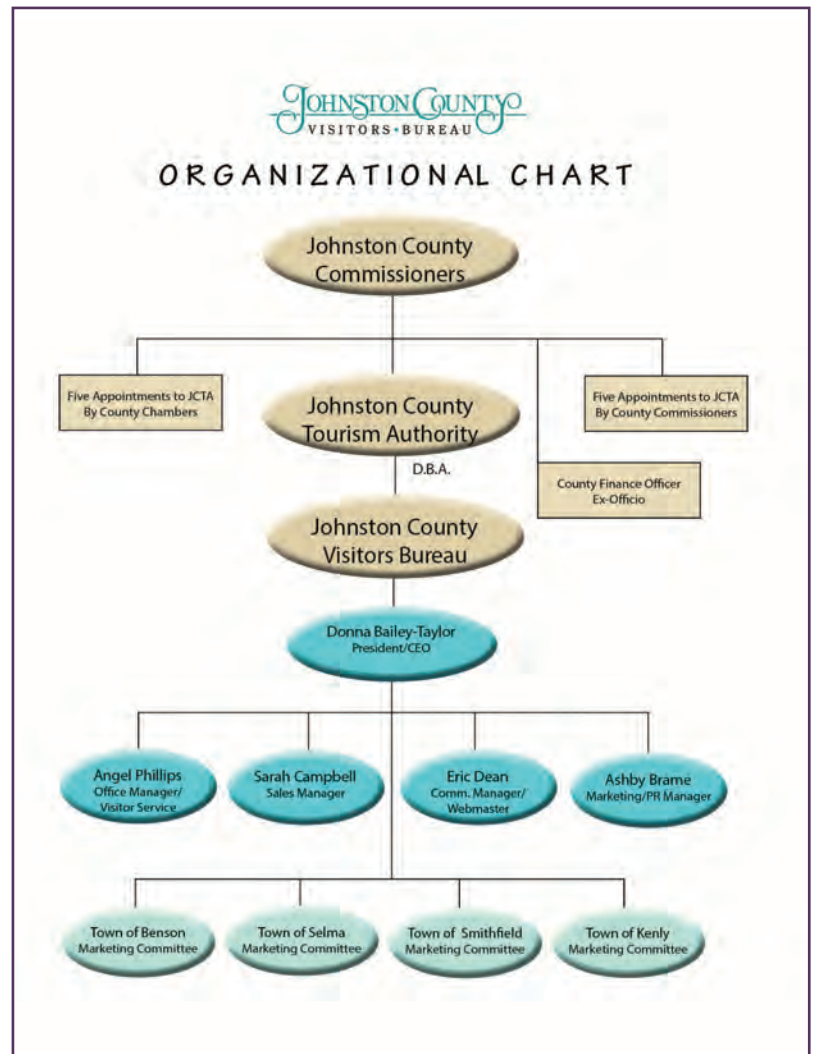 JOHNSTON COUNTY
VISITORS • BUREAU
ORGANIZATIONAL CHART
Johnston County
Commissioners
Five Appointments to JCTA
By County Chambers
Johnston County
Tourism Authority
Five Appointments to JCTA
By County Commissioners
D.B.A.
County Finance Officer
Ex-Officio
Johnston County
Visitors Bureau
Donna Bailey-Taylor
President/CEO
Angel Phillips
Office Manager/
Visitor Service
Sarah Campbell
Sales Manager
Eric Dean
Comm. Manager/
Webmaster
Ashby Brame
Marketing/PR Manager
Town of Benson
Marketing Committee
Town of Selma
Marketing Committee
Town of Smithfield
Marketing Committee
Town of Kenly
Marketing Committee